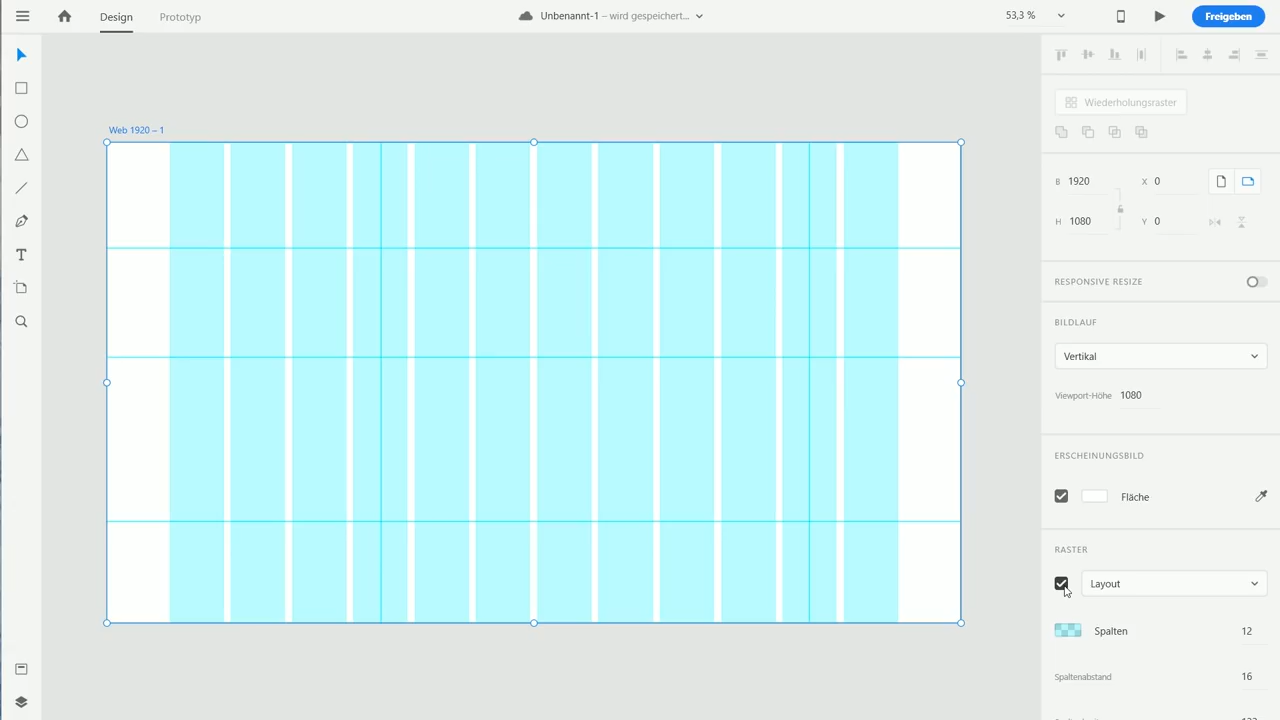 Design
Prototyp
Unbenannt-1 – wird gespeichert...
53,3 %
Freigeben
Wiederholungsraster
Web 1920 – 1
B 1920
X 0
H 1080
Y 0
RESPONSIVE RESIZE
BILDLAUF
Vertikal
Viewport-Höhe 1080
ERSCHEINUNGSBILD
Fläche
RASTER
Layout
Spalten 12
Spaltenabstand 16